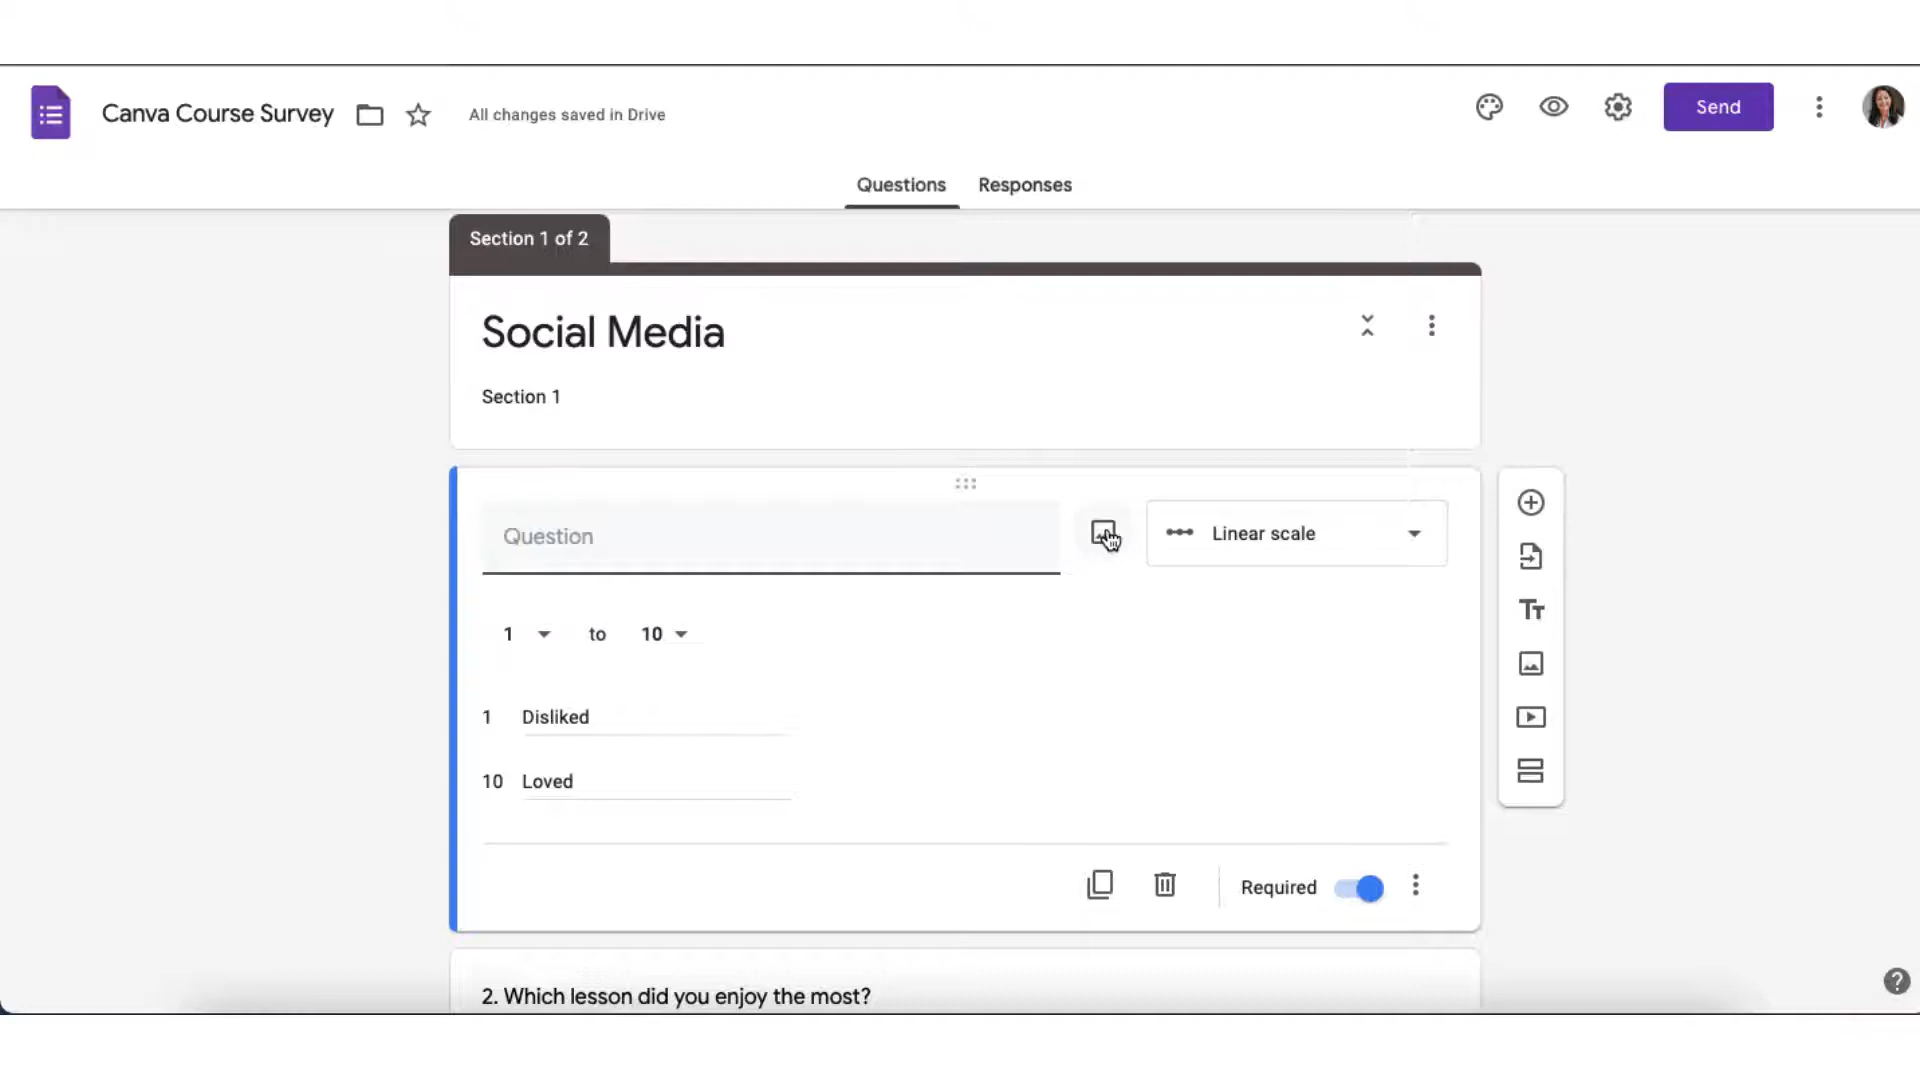 Canva Course Survey
All changes saved in Drive
Send
Questions
Responses
Section 1 of 2
Social Media
Section 1
Question
Linear scale
1 to 10
1 Disliked
10 Loved
Required
2. Which lesson did you enjoy the most?